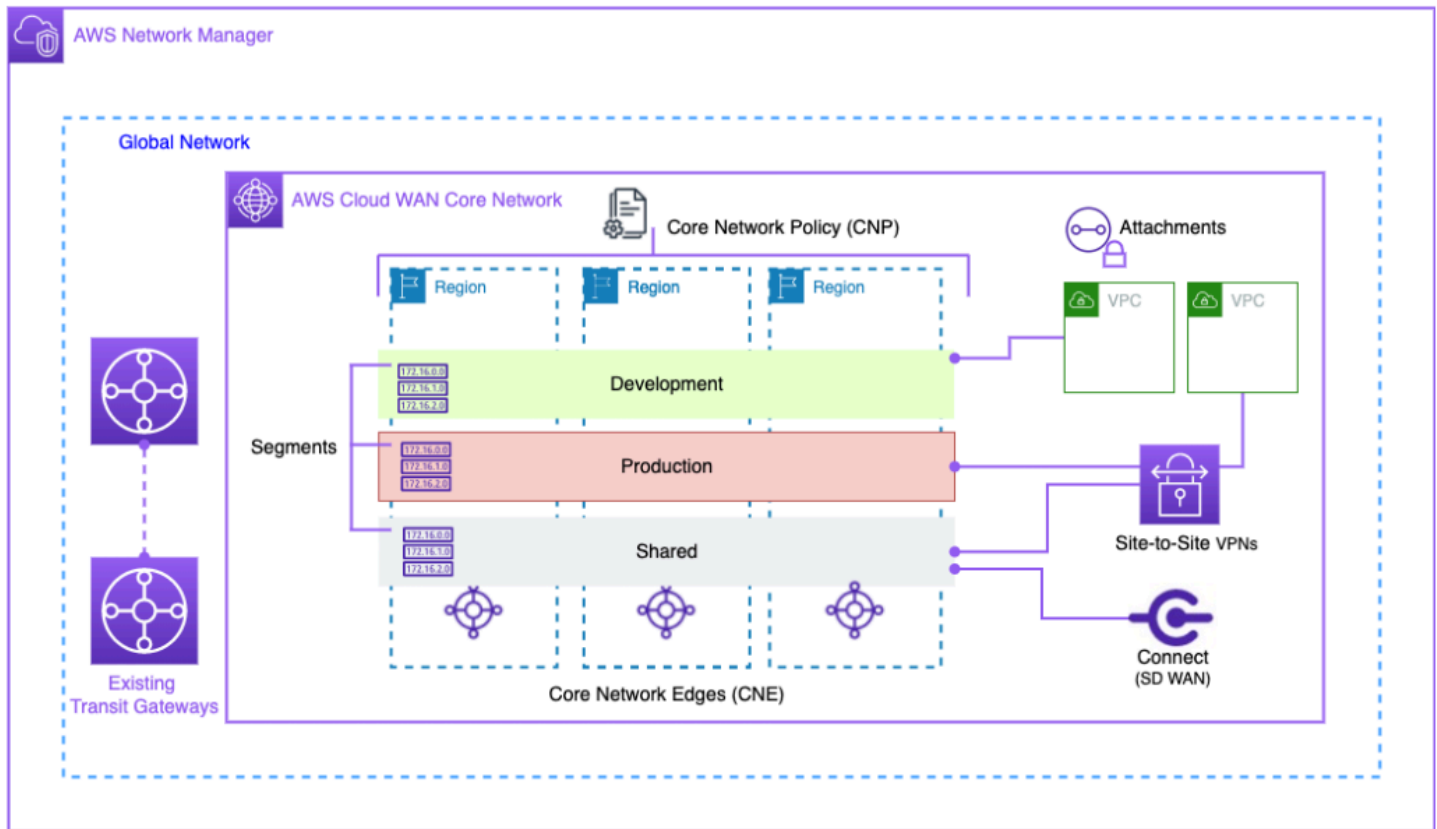 AWS Network Manager
Global Network
AWS Cloud WAN Core Network
Core Network Policy (CNP)
Attachments
Region
Region
Region
VPC
VPC
172.16.0.0
172.16.1.0
172.16.2.0
Development
Segments
172.16.0.0
172.16.1.0
172.16.2.0
Production
172.16.0.0
172.16.1.0
172.16.2.0
Shared
Site-to-Site VPNs
Connect
(SD WAN)
Existing
Transit Gateways
Core Network Edges (CNE)